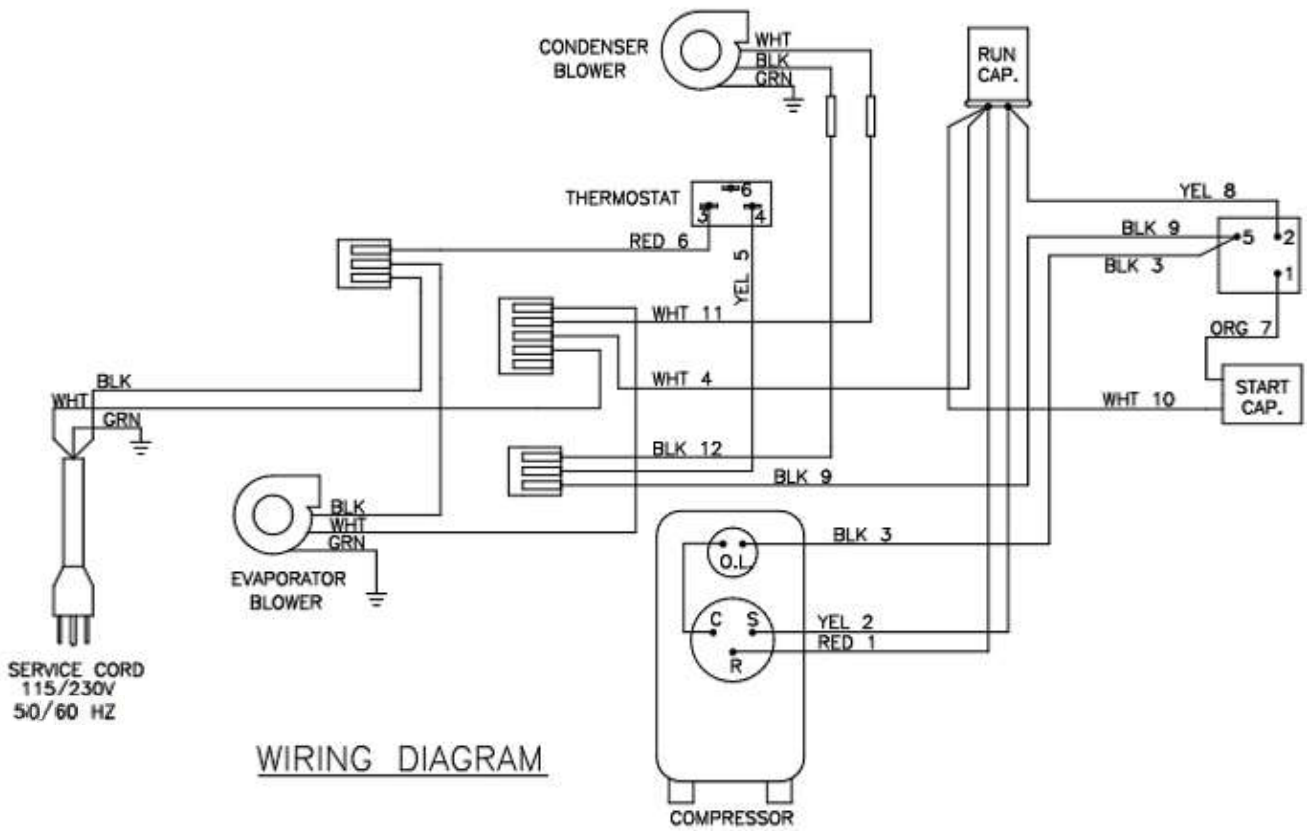 CONDENSER
BLOWER
WHT
BLK
GRN
RUN
CAP.
THERMOSTAT
6
3
4
YEL 8
RED 6
YEL 5
BLK 9
5
2
BLK 3
1
WHT 11
ORG 7
BLK
WHT
GRN
WHT 4
WHT 10
START
CAP.
BLK 12
BLK 9
BLK
WHT
GRN
EVAPORATOR
BLOWER
O.L.
BLK 3
C
S
R
YEL 2
RED 1
SERVICE CORD
115/230V
50/60 HZ
WIRING DIAGRAM
COMPRESSOR